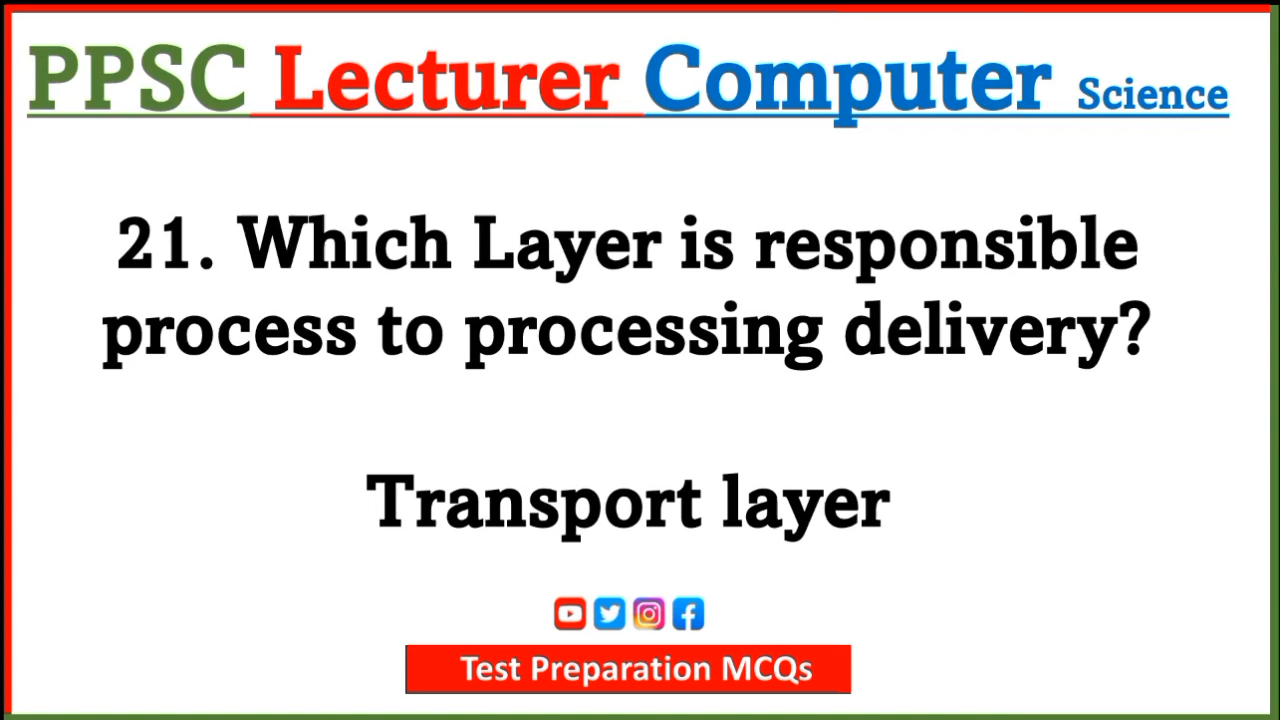 PPSC Lecturer Computer Science
21. Which Layer is responsible
process to processing delivery?
Transport layer
Test Preparation MCQs